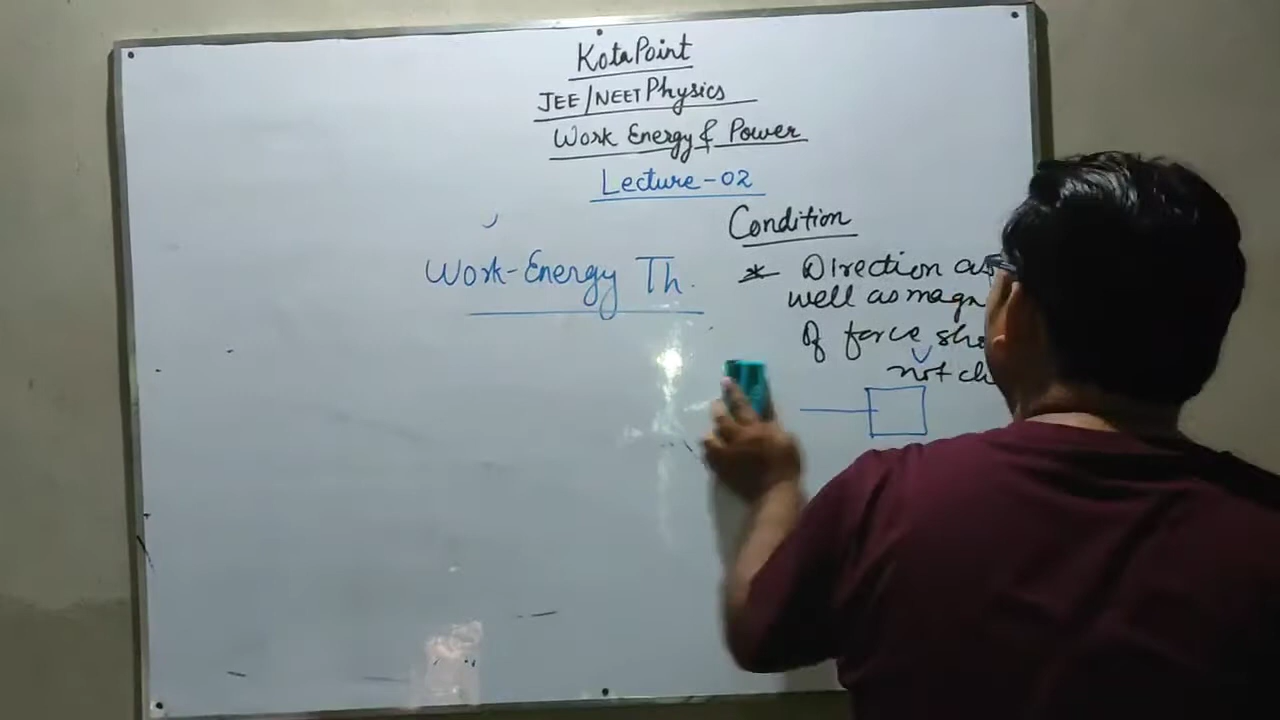 KotaPoint
JEE/NEET Physics
Work Energy & Power
Lecture-02
Work-Energy Th.
Condition
* Direction as
well as magn
of force sho
not ch